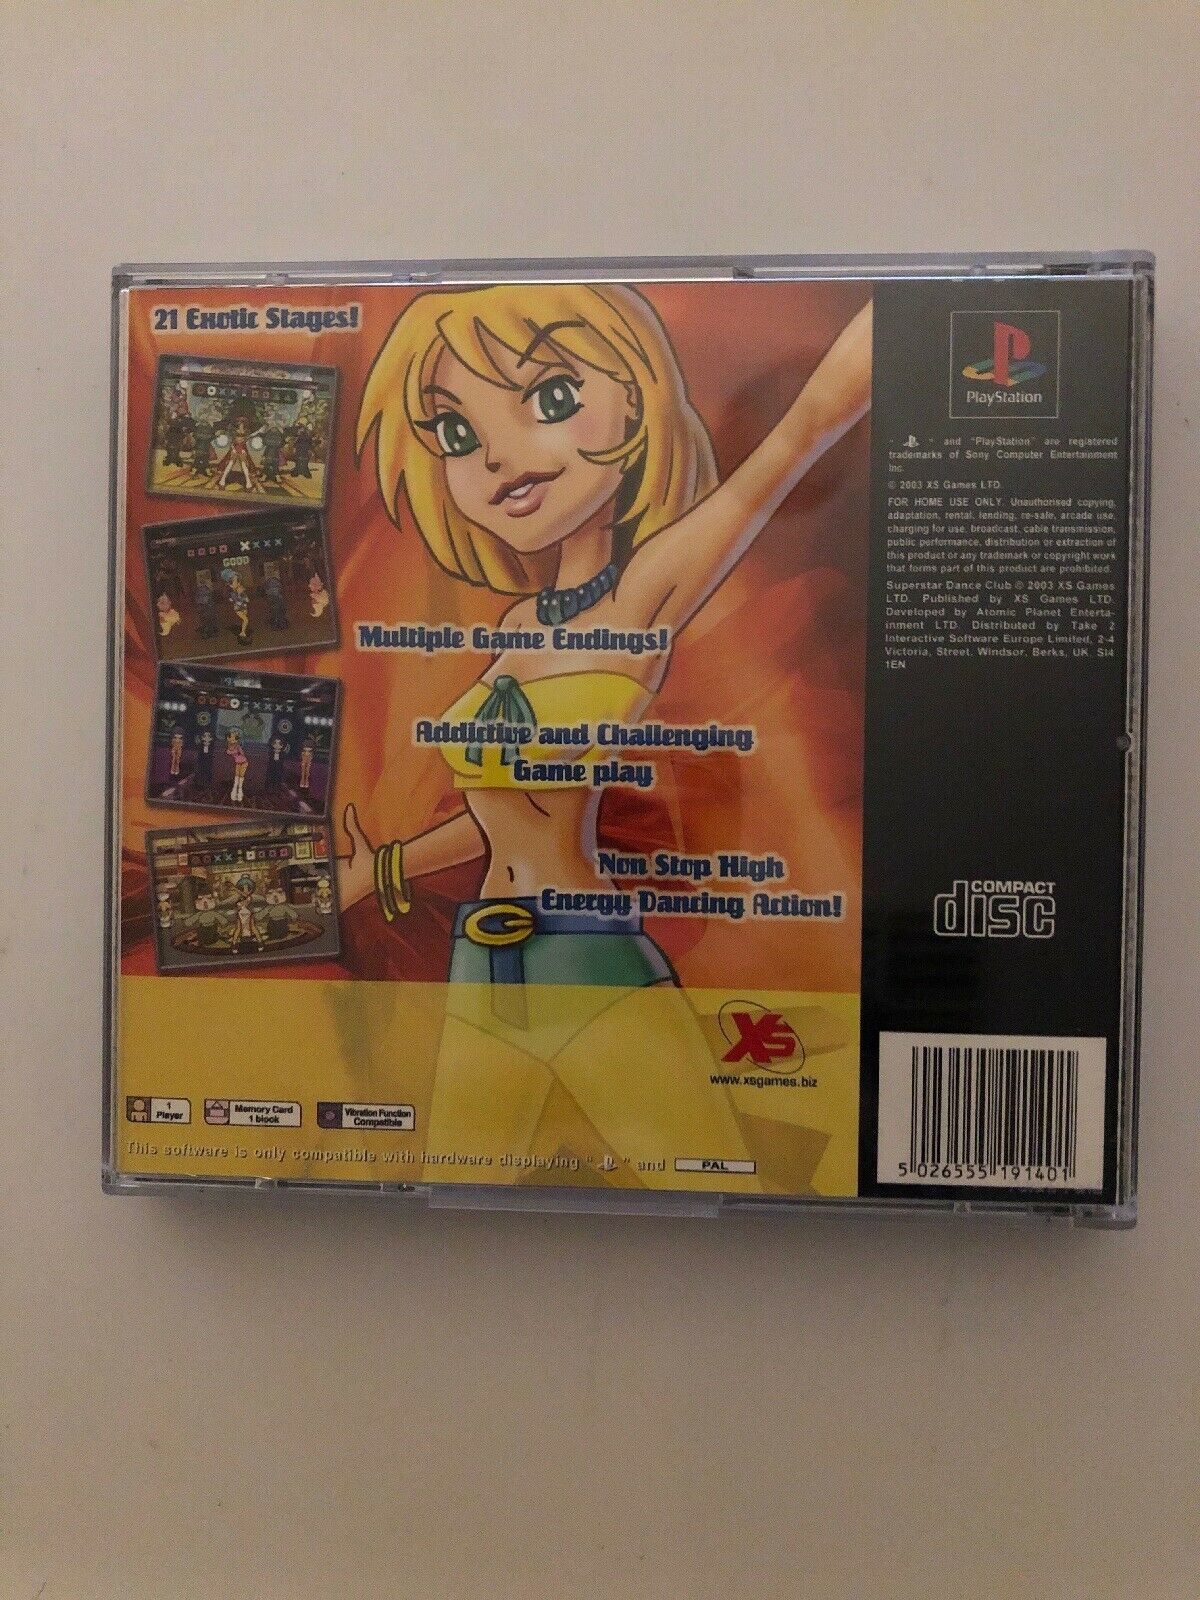 21 Exotic Stages!
GOOD
Multiple Game Endings!
Addictive and Challenging
Game play
Non Stop High
Energy Dancing Action!
XS
www.xsgames.biz
1
Player
Memory Card
1 block
Vibration Function
Compatible
This software is only compatible with hardware displaying " " and PAL
PlayStation
" " and "PlayStation" are registered
trademarks of Sony Computer Entertainment
Inc.
© 2003 XS Games LTD.
FOR HOME USE ONLY. Unauthorised copying,
adaptation, rental, lending, re-sale, arcade use,
charging for use, broadcast, cable transmission,
public performance, distribution or extraction of
this product or any trademark or copyright work
that forms part of this product are prohibited.
Superstar Dance Club © 2003 XS Games
LTD. Published by XS Games LTD.
Developed by Atomic Planet Enterta-
inment LTD. Distributed by Take 2
Interactive Software Europe Limited, 2-4
Victoria, Street, Windsor, Berks, UK, Sl4
1EN
COMPACT
disc
5 026555 191401